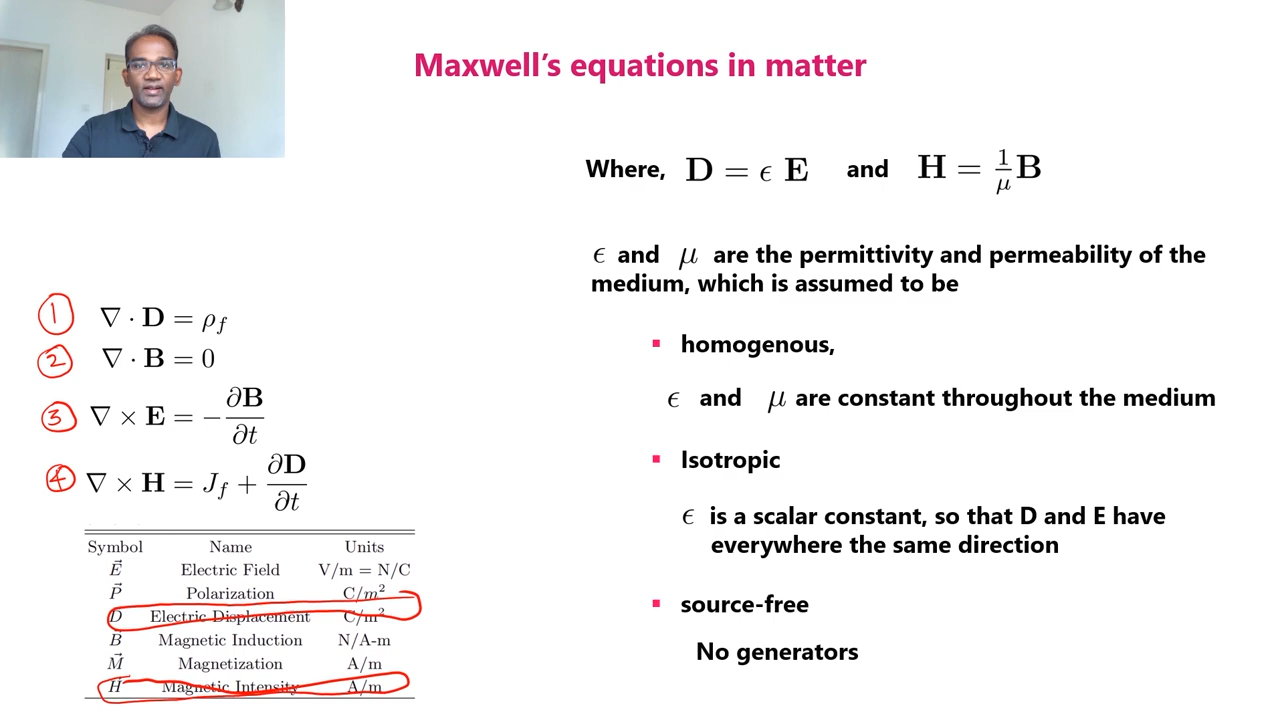 Maxwell's equations in matter
Where, D = ϵ E and H = 1/μ B
ϵ and μ are the permittivity and permeability of the
medium, which is assumed to be
▪ homogenous,
ϵ and μ are constant throughout the medium
▪ Isotropic
ϵ is a scalar constant, so that D and E have
everywhere the same direction
▪ source-free
No generators
① ∇ · D = ρ_f
② ∇ · B = 0
③ ∇ × E = −∂B/∂t
④ ∇ × H = J_f + ∂D/∂t
Symbol Name Units
E⃗ Electric Field V/m = N/C
P⃗ Polarization C/m²
D⃗ Electric Displacement C/m²
B⃗ Magnetic Induction N/A-m
M⃗ Magnetization A/m
H⃗ Magnetic Intensity A/m